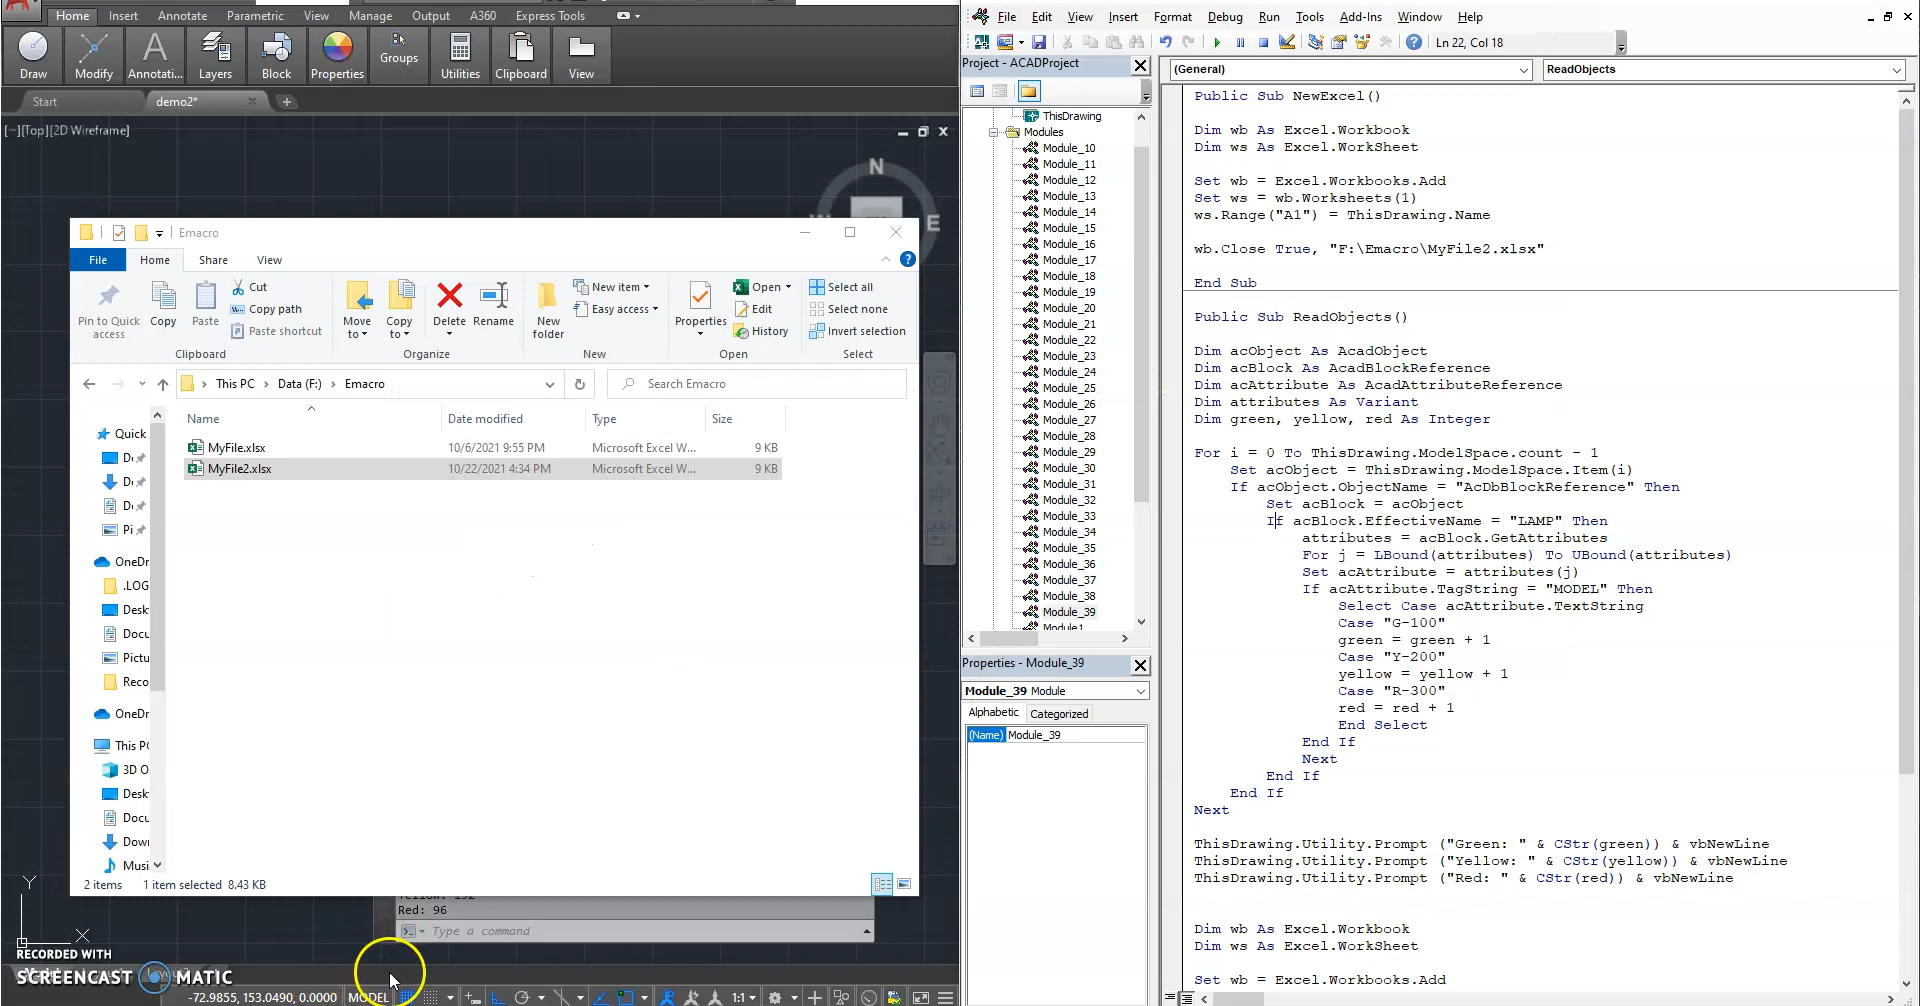 Home Insert Annotate Parametric View Manage Output A360 Express Tools
Draw Modify Annotati... Layers Block Properties Groups Utilities Clipboard View
Start demo2*
[−][Top][2D Wireframe]
N
E
Emacro
File Home Share View
Pin to Quick access
Copy
Paste
Cut
Copy path
Paste shortcut
Clipboard
Move to
Copy to
Delete
Rename
Organize
New folder
New item
Easy access
New
Properties
Open
Edit
History
Open
Select all
Select none
Invert selection
Select
This PC > Data (F:) > Emacro
Search Emacro
Name Date modified Type Size
MyFile.xlsx 10/6/2021 9:55 PM Microsoft Excel W... 9 KB
MyFile2.xlsx 10/22/2021 4:34 PM Microsoft Excel W... 9 KB
Quick
OneDr
.LOG
Desk
Docu
Pictu
Reco
OneDr
This PC
3D O
Desk
Docu
Dow
Musi
2 items 1 item selected 8.43 KB
Red: 96
Type a command
Y
X
RECORDED WITH
SCREENCAST MATIC
-72.9855, 153.0490, 0.0000 MODEL 1:1
File Edit View Insert Format Debug Run Tools Add-Ins Window Help
Ln 22, Col 18
Project - ACADProject
ThisDrawing
Modules
Module_10
Module_11
Module_12
Module_13
Module_14
Module_15
Module_16
Module_17
Module_18
Module_19
Module_20
Module_21
Module_22
Module_23
Module_24
Module_25
Module_26
Module_27
Module_28
Module_29
Module_30
Module_31
Module_32
Module_33
Module_34
Module_35
Module_36
Module_37
Module_38
Module_39
Module1
Properties - Module_39
Module_39 Module
Alphabetic Categorized
(Name) Module_39
(General) ReadObjects
Public Sub NewExcel()
Dim wb As Excel.Workbook
Dim ws As Excel.WorkSheet
Set wb = Excel.Workbooks.Add
Set ws = wb.Worksheets(1)
ws.Range("A1") = ThisDrawing.Name
wb.Close True, "F:\Emacro\MyFile2.xlsx"
End Sub
Public Sub ReadObjects()
Dim acObject As AcadObject
Dim acBlock As AcadBlockReference
Dim acAttribute As AcadAttributeReference
Dim attributes As Variant
Dim green, yellow, red As Integer
For i = 0 To ThisDrawing.ModelSpace.count - 1
Set acObject = ThisDrawing.ModelSpace.Item(i)
If acObject.ObjectName = "AcDbBlockReference" Then
Set acBlock = acObject
If acBlock.EffectiveName = "LAMP" Then
attributes = acBlock.GetAttributes
For j = LBound(attributes) To UBound(attributes)
Set acAttribute = attributes(j)
If acAttribute.TagString = "MODEL" Then
Select Case acAttribute.TextString
Case "G-100"
green = green + 1
Case "Y-200"
yellow = yellow + 1
Case "R-300"
red = red + 1
End Select
End If
Next
End If
End If
Next
ThisDrawing.Utility.Prompt ("Green: " & CStr(green)) & vbNewLine
ThisDrawing.Utility.Prompt ("Yellow: " & CStr(yellow)) & vbNewLine
ThisDrawing.Utility.Prompt ("Red: " & CStr(red)) & vbNewLine
Dim wb As Excel.Workbook
Dim ws As Excel.WorkSheet
Set wb = Excel.Workbooks.Add